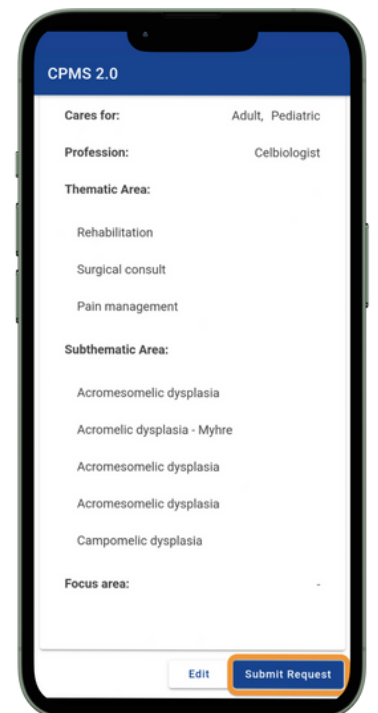 CPMS 2.0
Cares for: Adult, Pediatric
Profession: Celbiologist
Thematic Area:
Rehabilitation
Surgical consult
Pain management
Subthematic Area:
Acromesomelic dysplasia
Acromelic dysplasia - Myhre
Acromesomelic dysplasia
Acromesomelic dysplasia
Campomelic dysplasia
Focus area: -
Edit Submit Request